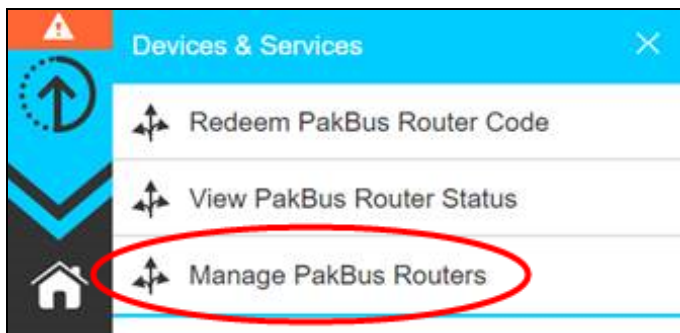 Devices & Services
Redeem PakBus Router Code
View PakBus Router Status
Manage PakBus Routers